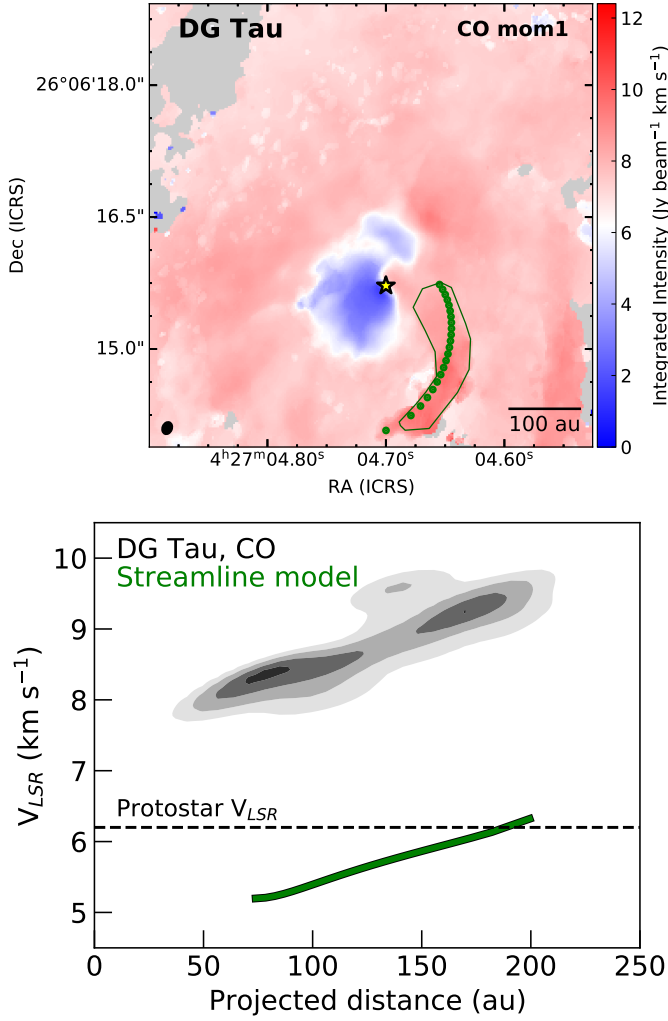 DG Tau
CO mom1
12
10
8
6
4
2
0
Integrated Intensity (Jy beam⁻¹ km s⁻¹)
26°06'18.0"
16.5"
15.0"
Dec (ICRS)
100 au
4ʰ27ᵐ04.80ˢ
04.70ˢ
04.60ˢ
RA (ICRS)
DG Tau, CO
Streamline model
Protostar V_LSR
10
9
8
7
6
5
V_LSR (km s⁻¹)
0
50
100
150
200
250
Projected distance (au)